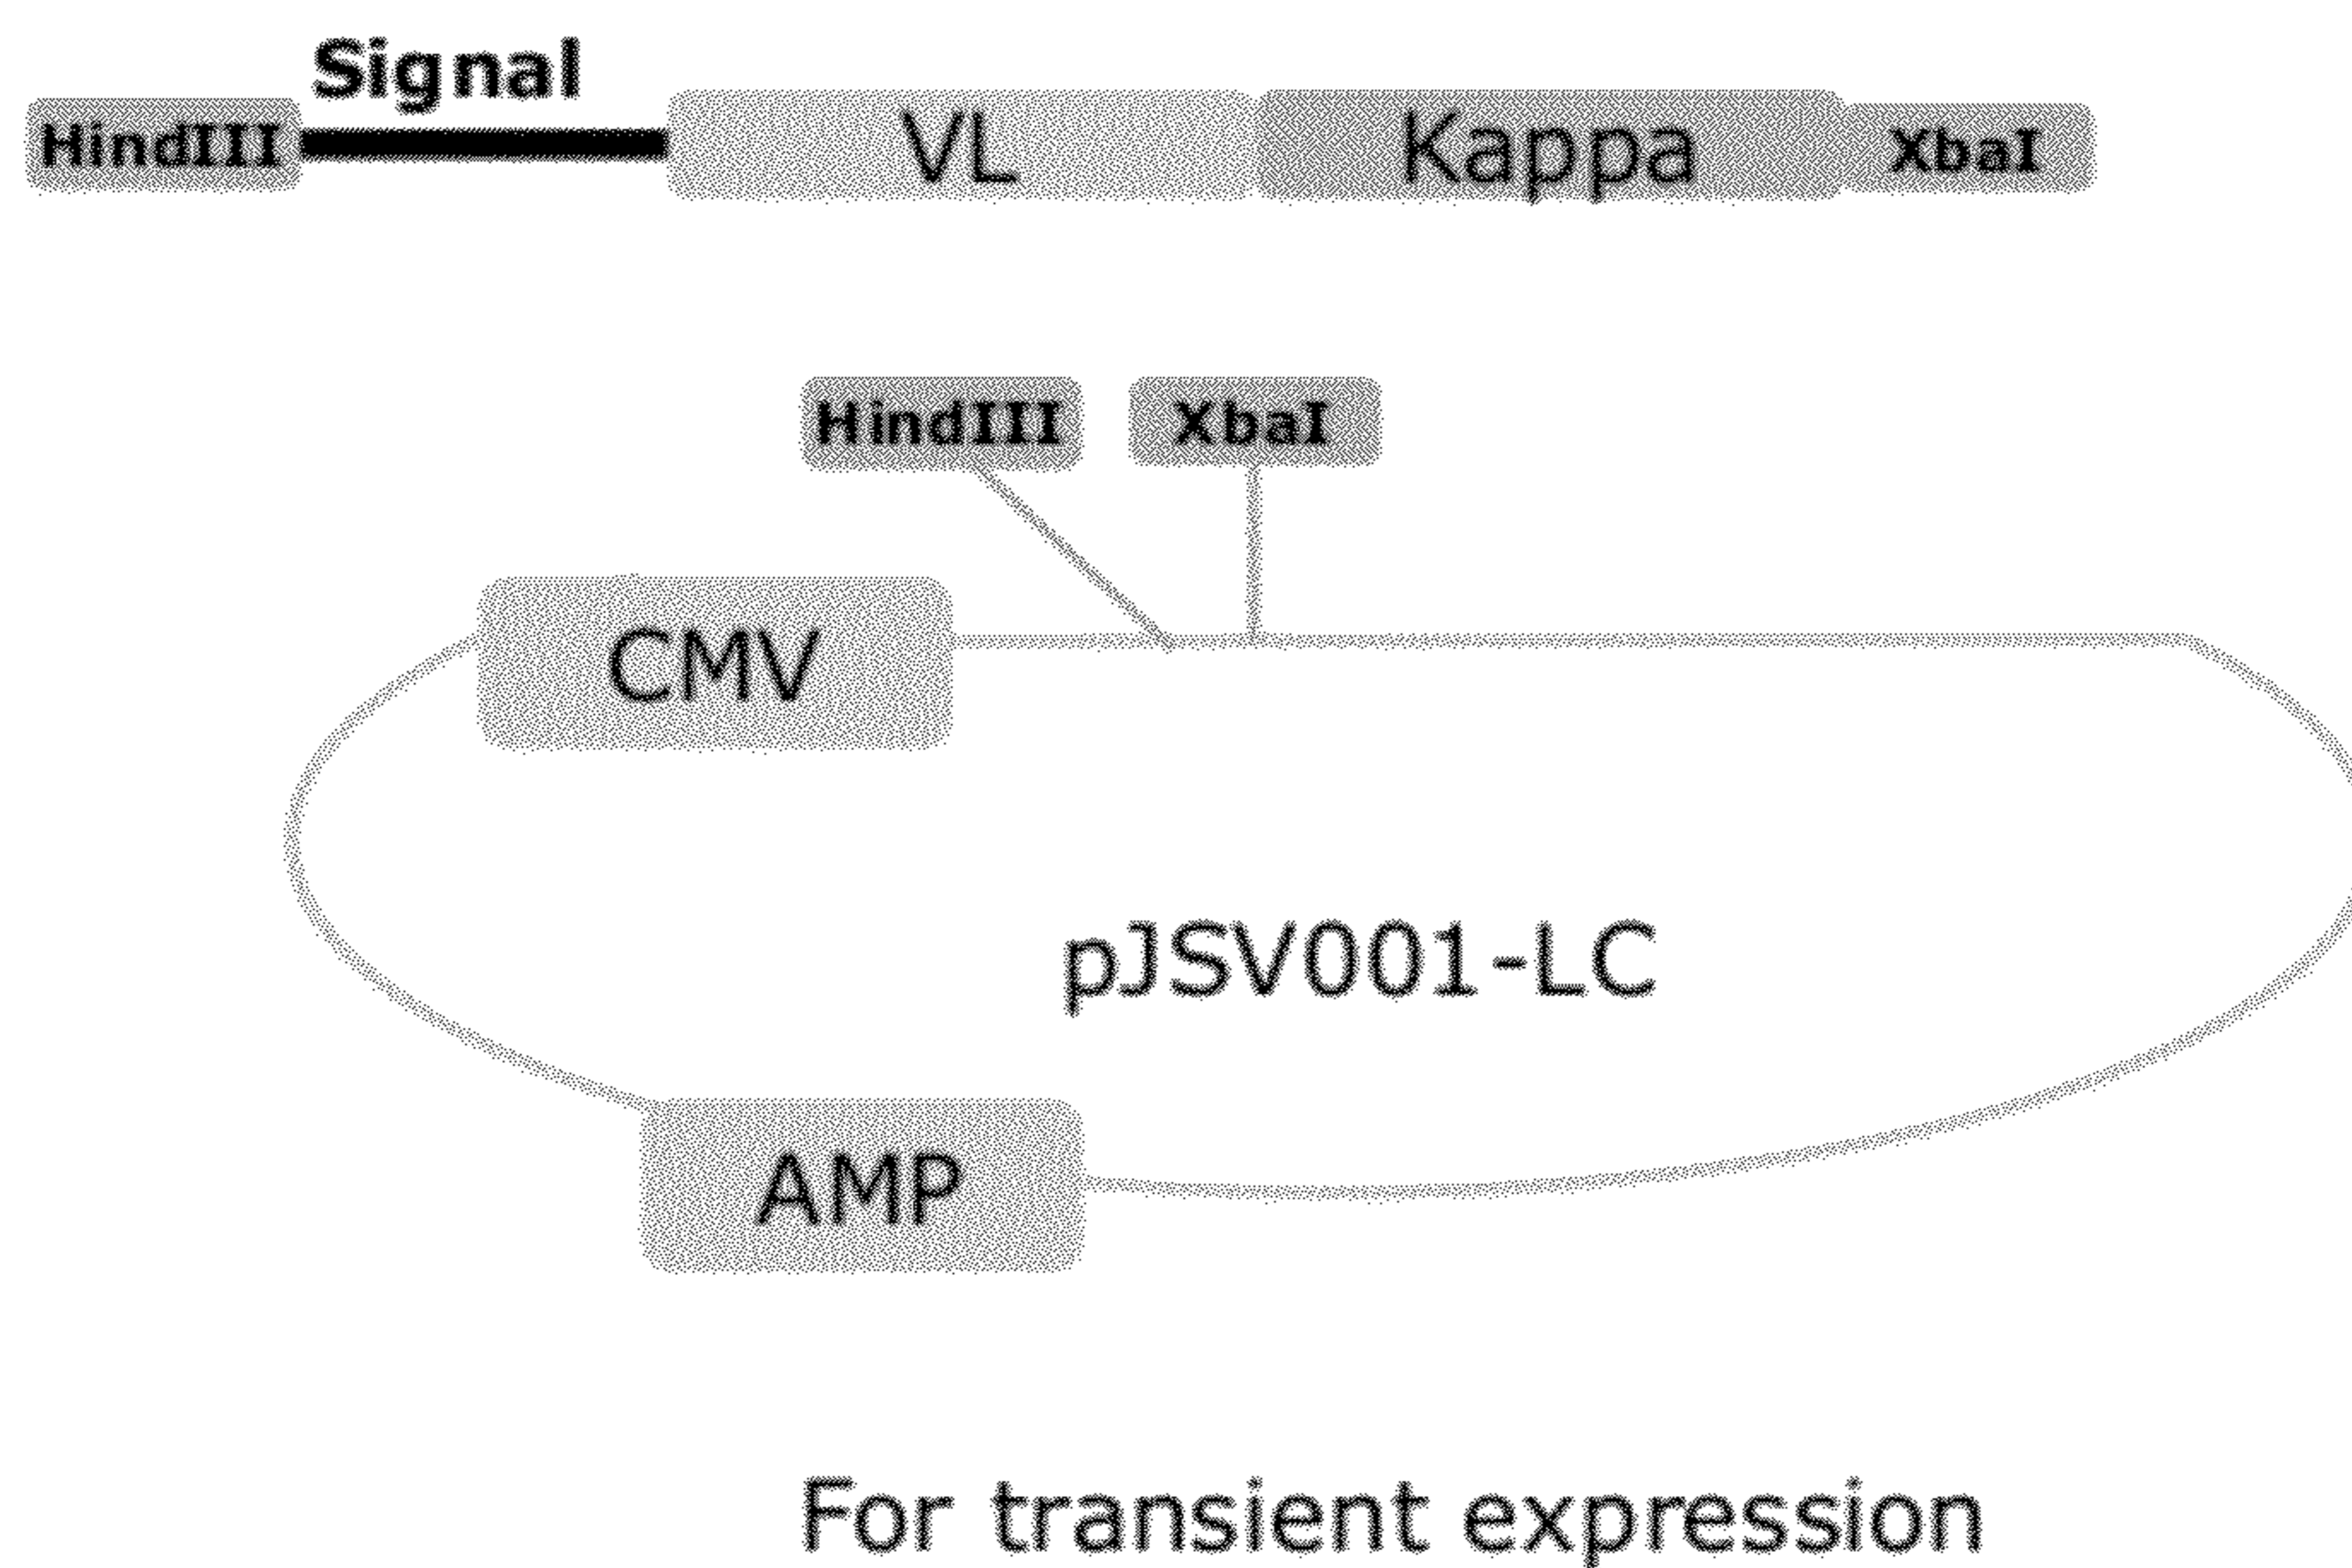 Signal
HindIII VL Kappa XbaI
HindIII XbaI
CMV
pJSV001-LC
AMP
For transient expression